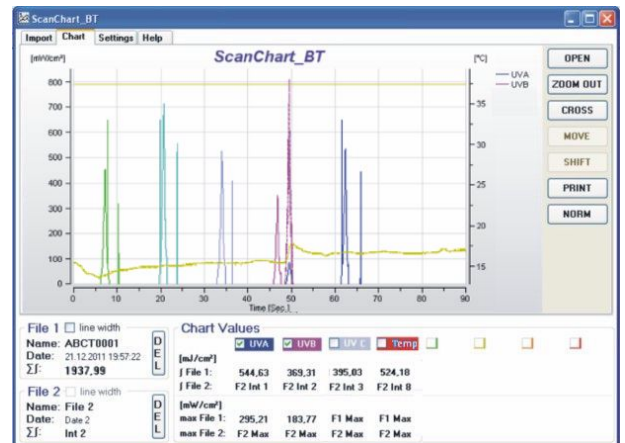 ScanChart_BT
Import Chart Settings Help
[mW/cm²] ScanChart_BT [°C]
UVA
UVB
800
700
600
500
400
300
200
100
0
35
30
25
20
15
0 10 20 30 40 50 60 70 80 90
Time [Sec.]
OPEN
ZOOM OUT
CROSS
MOVE
SHIFT
PRINT
NORM
File 1 line width
Name: ABCT0001
Date: 21.12.2011 19:57:22
Σ∫: 1937,99
DEL
File 2 line width
Name: File 2
Date: Date 2
Σ∫: Int 2
DEL
Chart Values
UVA UVB UV C Temp
[mJ/cm²]
∫ File 1: 544,63 369,31 395,03 524,18
∫ File 2: F2 Int 1 F2 Int 2 F2 Int 3 F2 Int 8
[mW/cm²]
max File 1: 295,21 183,77 F1 Max F1 Max
max File 2: F2 Max F2 Max F2 Max F2 Max